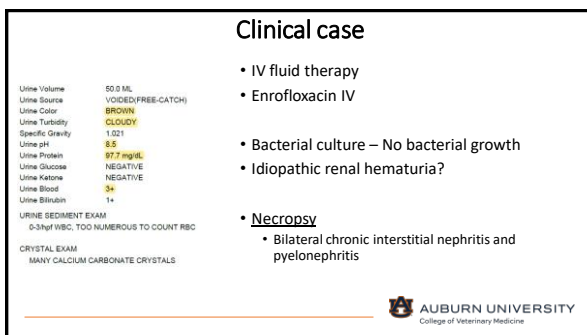 Clinical case
Urine Volume 50.0 ML
Urine Source VOIDED(FREE-CATCH)
Urine Color BROWN
Urine Turbidity CLOUDY
Specific Gravity 1.021
Urine pH 8.5
Urine Protein 97.7 mg/dL
Urine Glucose NEGATIVE
Urine Ketone NEGATIVE
Urine Blood 3+
Urine Bilirubin 1+
URINE SEDIMENT EXAM
0-3/hpf WBC, TOO NUMEROUS TO COUNT RBC
CRYSTAL EXAM
MANY CALCIUM CARBONATE CRYSTALS
• IV fluid therapy
• Enrofloxacin IV
• Bacterial culture – No bacterial growth
• Idiopathic renal hematuria?
• Necropsy
• Bilateral chronic interstitial nephritis and
pyelonephritis
AUBURN UNIVERSITY
College of Veterinary Medicine